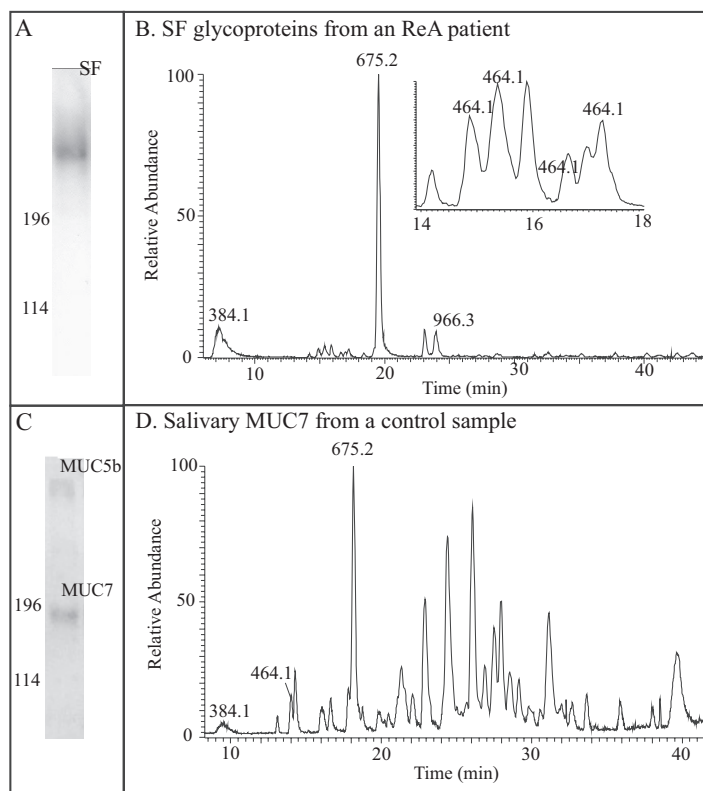 A
SF
196
114
B. SF glycoproteins from an ReA patient
675.2
100
50
0
Relative Abundance
384.1
966.3
10
20
30
40
Time (min)
464.1
464.1
464.1
464.1
14
16
18
C
MUC5b
MUC7
196
114
D. Salivary MUC7 from a control sample
675.2
100
50
0
Relative Abundance
464.1
384.1
10
20
30
40
Time (min)